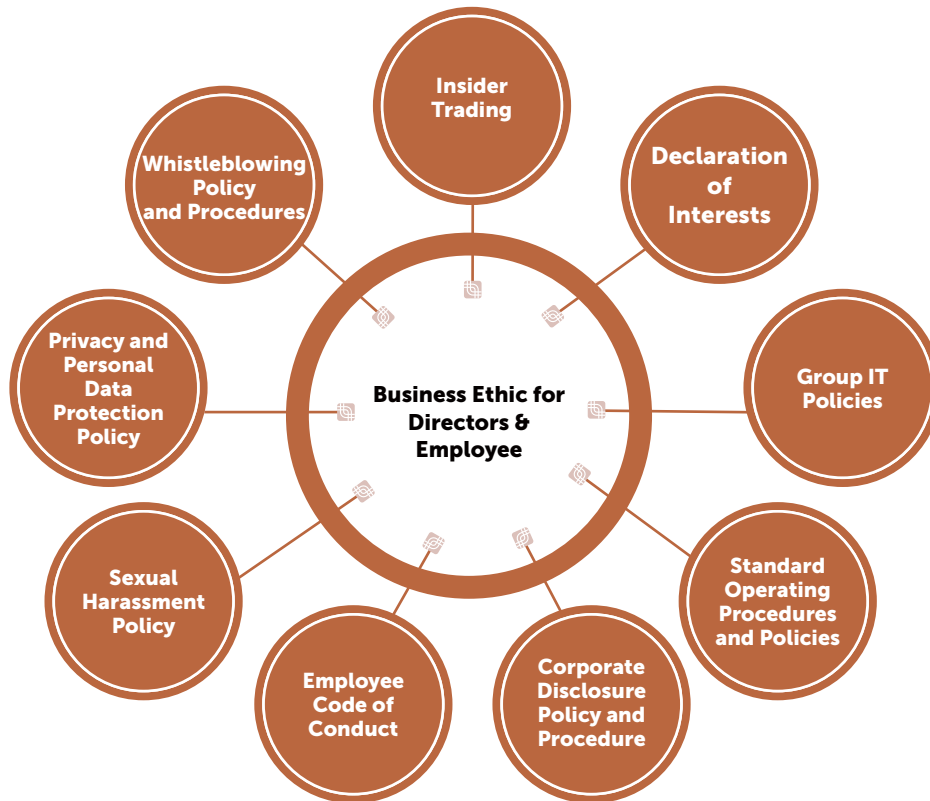 Insider
Trading
Declaration
of
Interests
Group IT
Policies
Standard
Operating
Procedures
and Policies
Corporate
Disclosure
Policy and
Procedure
Employee
Code of
Conduct
Sexual
Harassment
Policy
Privacy and
Personal
Data
Protection
Policy
Whistleblowing
Policy
and Procedures
Business Ethic for
Directors &
Employee